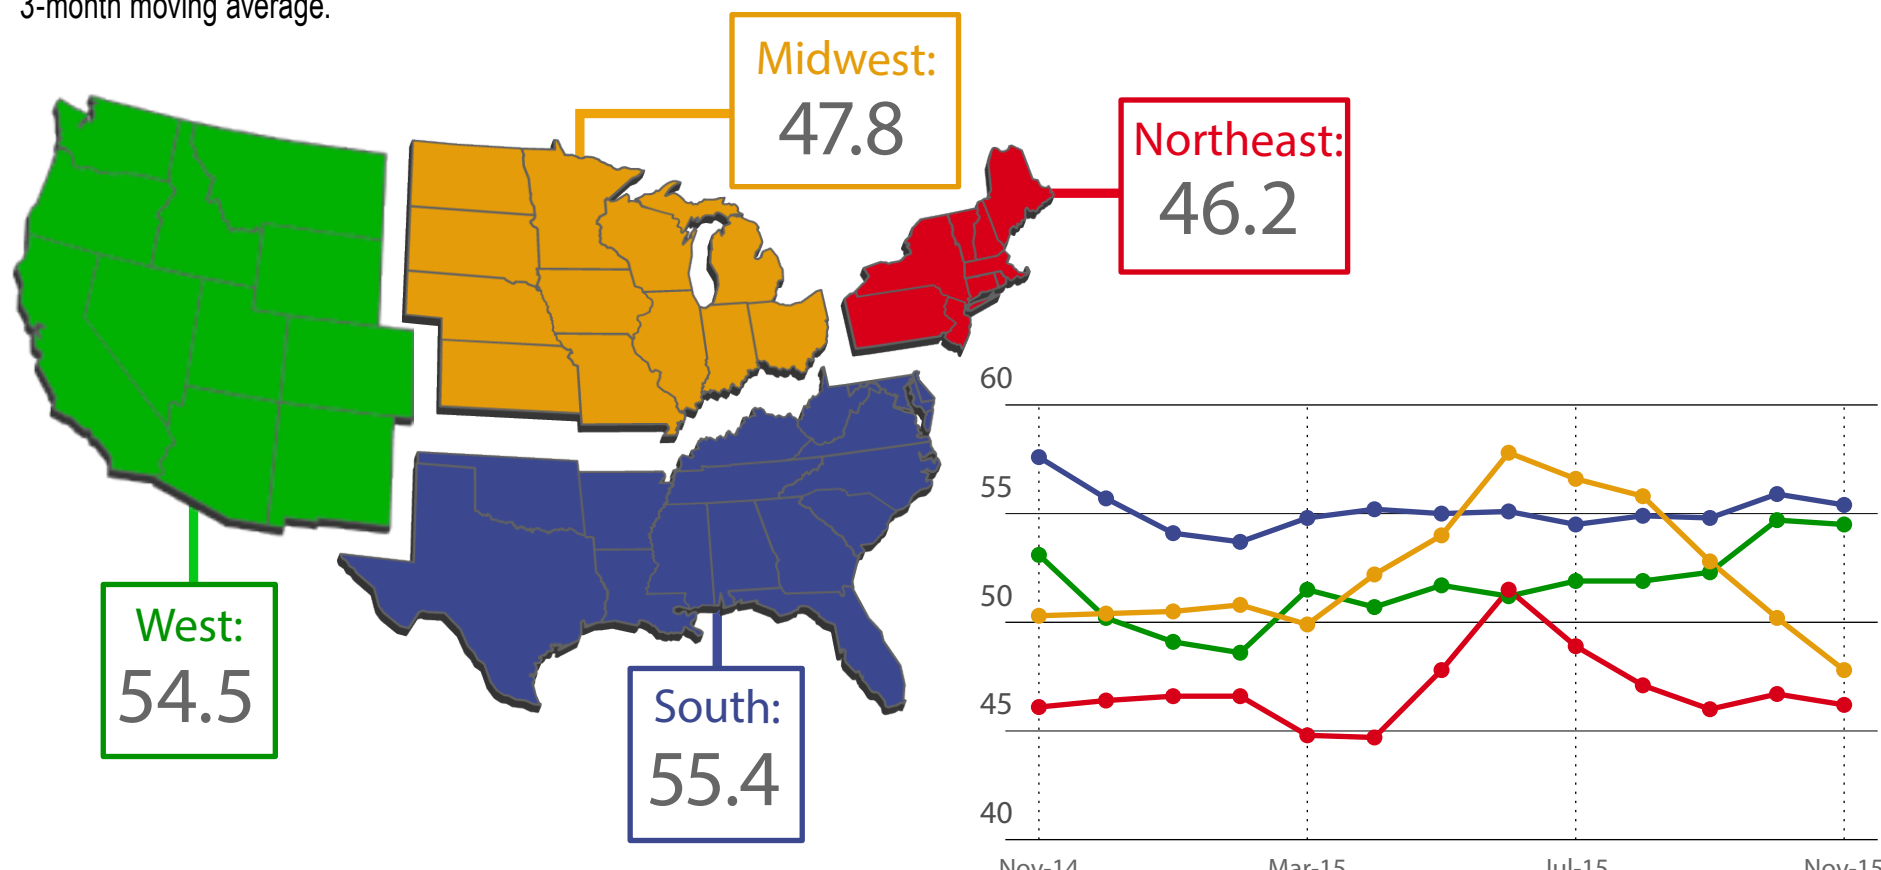 3-month moving average.
Midwest:
47.8
Northeast:
46.2
West:
54.5
South:
55.4
60
55
50
45
40
Nov-14
Mar-15
Jul-15
Nov-15